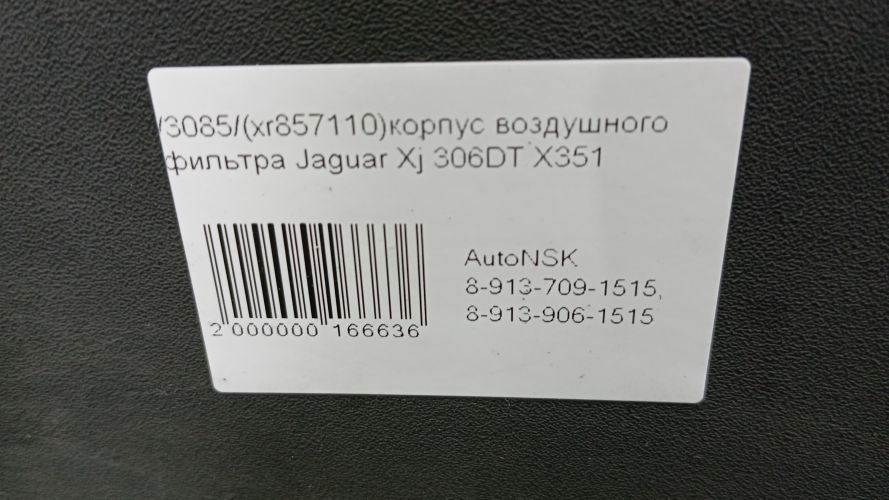 /3085/(xr857110)корпус воздушного
фильтра Jaguar Xj 306DT X351
AutoNSK
8-913-709-1515,
8-913-906-1515
2 000000 166636